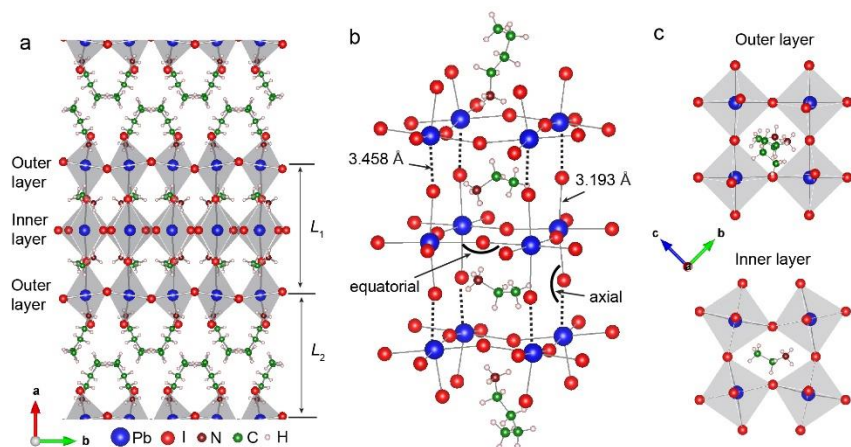 a
Outer
layer
Inner
layer
Outer
layer
L1
L2
a
b
Pb I N C H
b
3.458 Å
3.193 Å
equatorial
axial
c
Outer layer
c
b
a
Inner layer